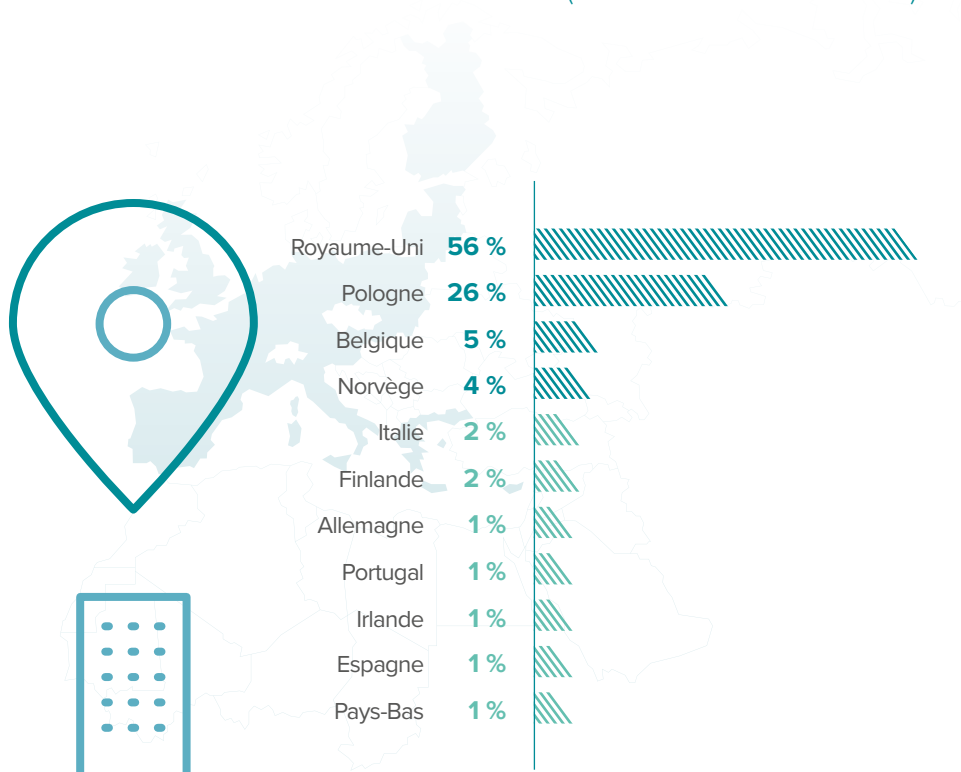 Royaume-Uni 56 %
Pologne 26 %
Belgique 5 %
Norvège 4 %
Italie 2 %
Finlande 2 %
Allemagne 1 %
Portugal 1 %
Irlande 1 %
Espagne 1 %
Pays-Bas 1 %